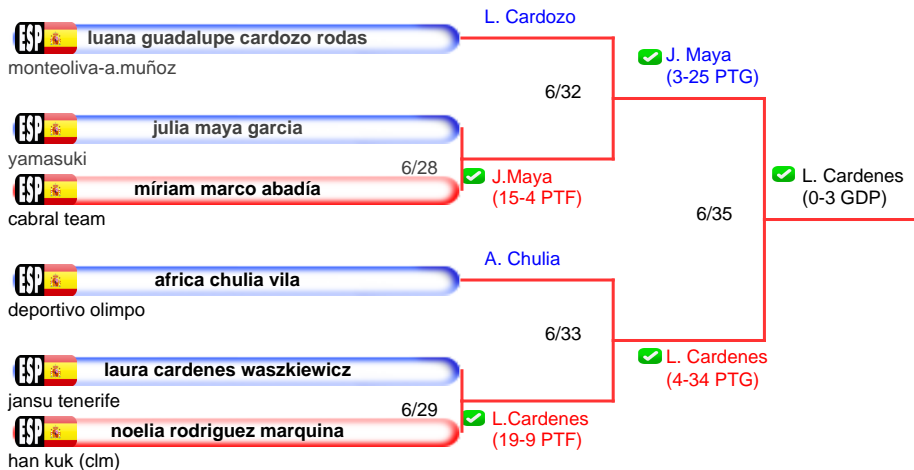 L. Cardozo
ESP luana guadalupe cardozo rodas
monteoliva-a.muñoz
J. Maya
(3-25 PTG)
6/32
ESP julia maya garcia
yamasuki
6/28
ESP míriam marco abadía
cabral team
J.Maya
(15-4 PTF)
L. Cardenes
(0-3 GDP)
6/35
A. Chulia
ESP africa chulia vila
deportivo olimpo
6/33
ESP laura cardenes waszkiewicz
jansu tenerife
L. Cardenes
(4-34 PTG)
6/29
ESP noelia rodriguez marquina
han kuk (clm)
L.Cardenes
(19-9 PTF)